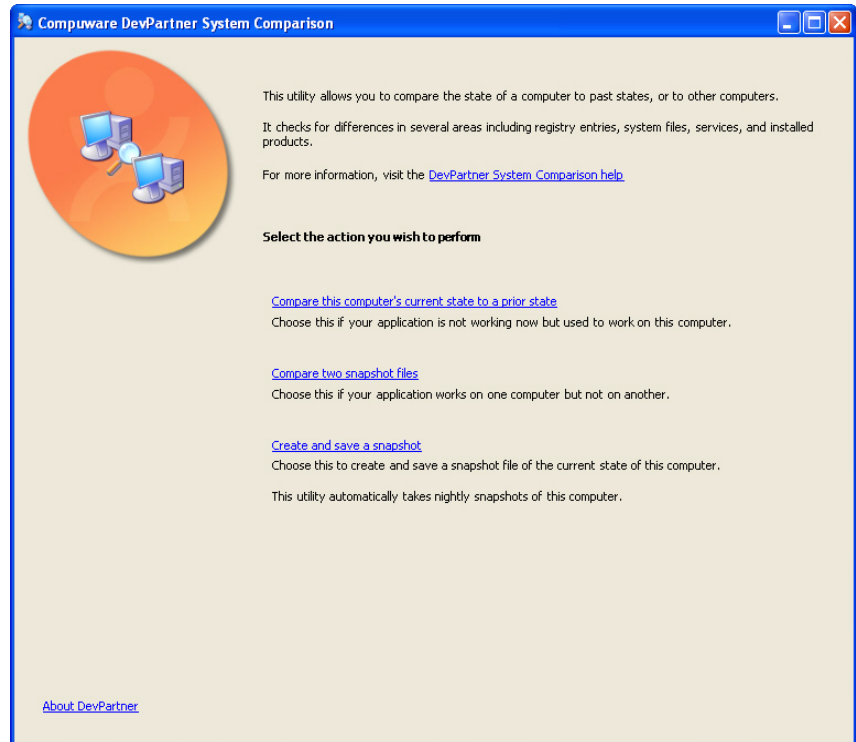 Compuware DevPartner System Comparison
This utility allows you to compare the state of a computer to past states, or to other computers.
It checks for differences in several areas including registry entries, system files, services, and installed
products.
For more information, visit the DevPartner System Comparison help
Select the action you wish to perform
Compare this computer's current state to a prior state
Choose this if your application is not working now but used to work on this computer.
Compare two snapshot files
Choose this if your application works on one computer but not on another.
Create and save a snapshot
Choose this to create and save a snapshot file of the current state of this computer.
This utility automatically takes nightly snapshots of this computer.
About DevPartner